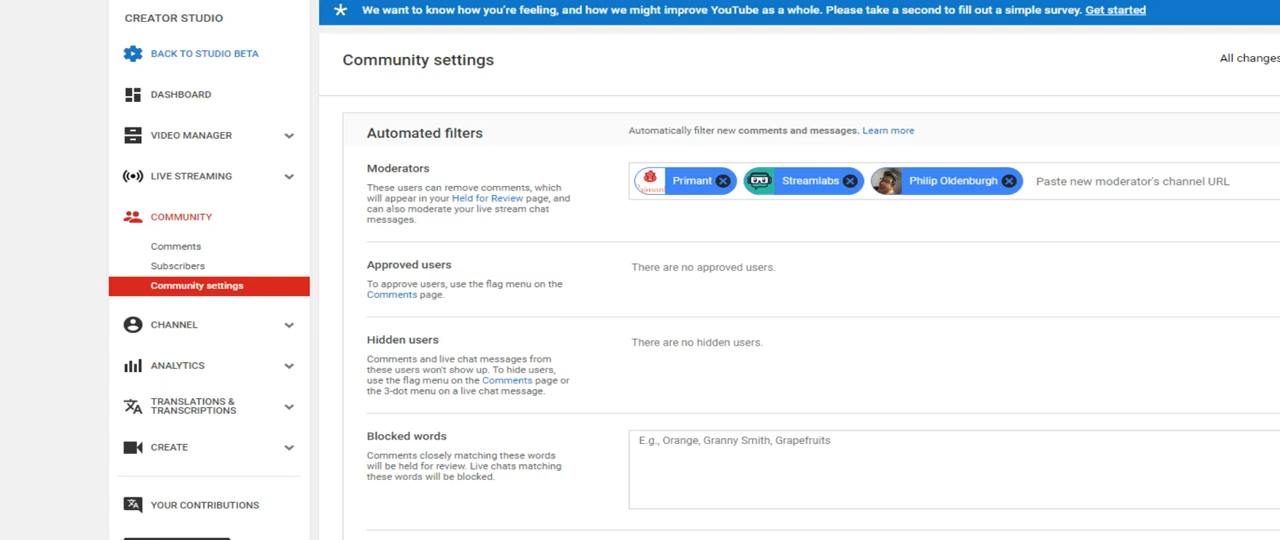 CREATOR STUDIO
We want to know how you're feeling, and how we might improve YouTube as a whole. Please take a second to fill out a simple survey. Get started
BACK TO STUDIO BETA
DASHBOARD
VIDEO MANAGER
LIVE STREAMING
COMMUNITY
Comments
Subscribers
Community settings
CHANNEL
ANALYTICS
TRANSLATIONS &
TRANSCRIPTIONS
CREATE
YOUR CONTRIBUTIONS
Community settings
All changes
Automated filters
Automatically filter new comments and messages. Learn more
Moderators
These users can remove comments, which
will appear in your Held for Review page, and
can also moderate your live stream chat
messages.
Primant
Streamlabs
Philip Oldenburgh
Paste new moderator's channel URL
Approved users
To approve users, use the flag menu on the
Comments page.
There are no approved users.
Hidden users
Comments and live chat messages from
these users won't show up. To hide users,
use the flag menu on the Comments page or
the 3-dot menu on a live chat message.
There are no hidden users.
Blocked words
Comments closely matching these words
will be held for review. Live chats matching
these words will be blocked.
E.g., Orange, Granny Smith, Grapefruits